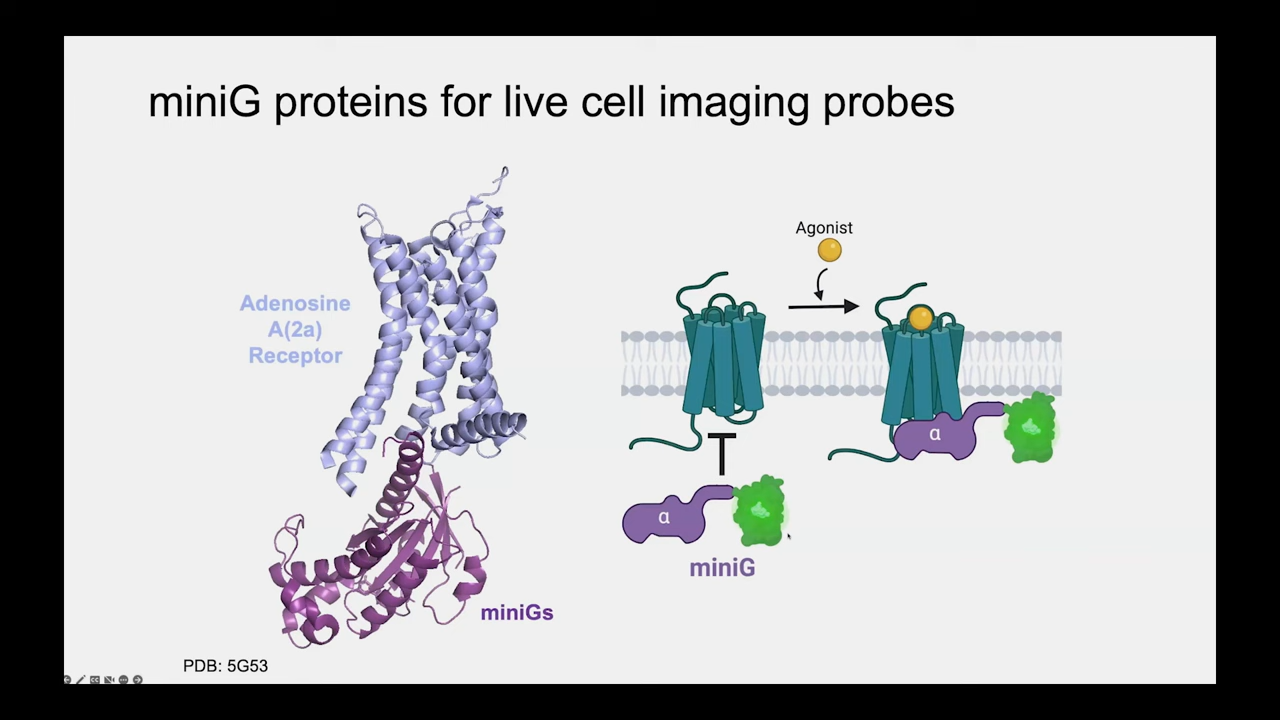 miniG proteins for live cell imaging probes
Adenosine
A(2a)
Receptor
miniGs
PDB: 5G53
Agonist
α
α
miniG